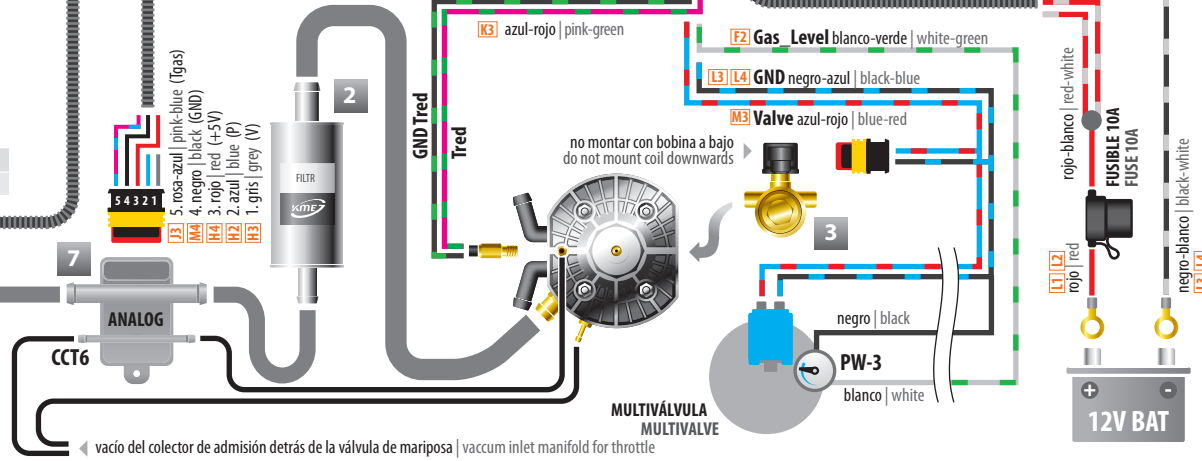 K3 azul-rojo | pink-green
F2 Gas_Level blanco-verde | white-green
L3 L4 GND negro-azul | black-blue
M3 Valve azul-rojo | blue-red
no montar con bobina a bajo
do not mount coil downwards
GND Tred
Tred
2
FILTR
KME
5 4 3 2 1
J3 5. rosa-azul | pink-blue (Tgas)
M4 4. negro | black (GND)
H4 3. rojo | red (+5V)
H2 2. azul | blue (P)
H3 1. gris | grey (V)
7
ANALOG
CCT6
3
negro | black
PW-3
blanco | white
MULTIVÁLVULA
MULTIVALVE
rojo-blanco | red-white
FUSIBLE 10A
FUSE 10A
L1 L2
rojo | red
negro-blanco | black-white
L3 L4
+ -
12V BAT
vacío del colector de admisión detrás de la válvula de mariposa | vaccum inlet manifold for throttle